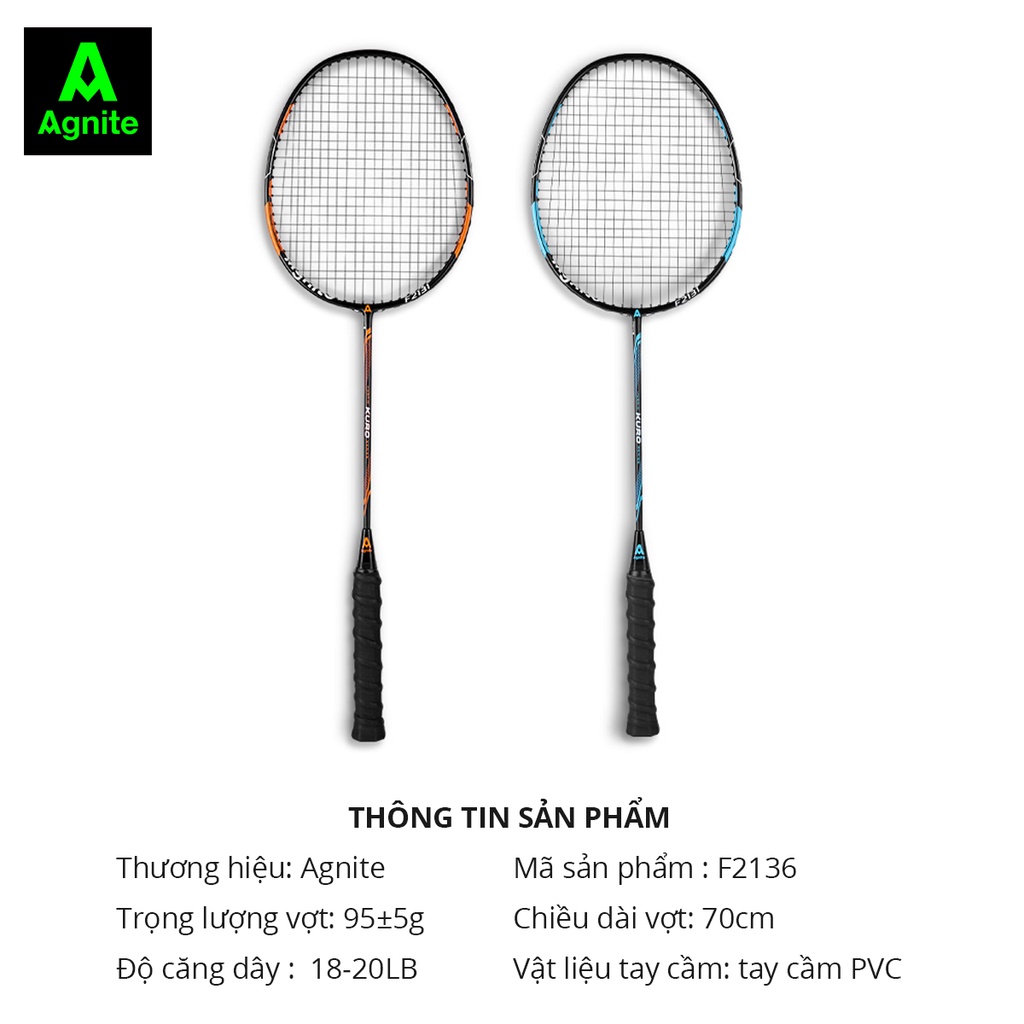 Agnite
F2131
F2131
KURO
KURO
Agnite
THÔNG TIN SẢN PHẨM
Thương hiệu: Agnite
Mã sản phẩm : F2136
Trọng lượng vợt: 95±5g
Chiều dài vợt: 70cm
Độ căng dây : 18-20LB
Vật liệu tay cầm: tay cầm PVC